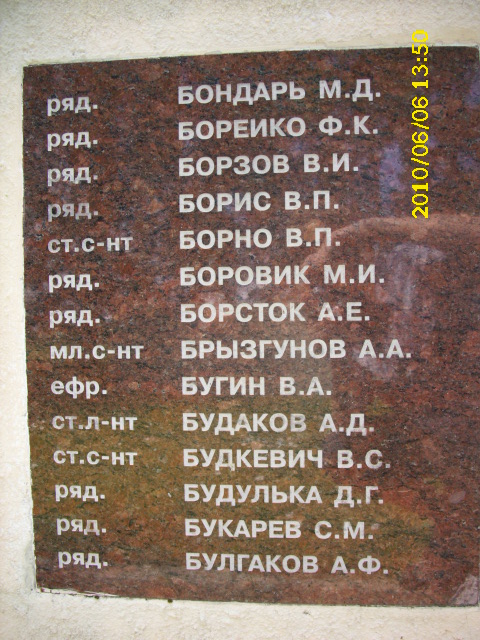 ряд. БОНДАРЬ М.Д.
ряд. БОРЕИКО Ф.К.
ряд. БОРЗОВ В.И.
ряд. БОРИС В.П.
ст.с-нт БОРНО В.П.
ряд. БОРОВИК М.И.
ряд. БОРСТОК А.Е.
мл.с-нт БРЫЗГУНОВ А.А.
ефр. БУГИН В.А.
ст.л-нт БУДАКОВ А.Д.
ст.с-нт БУДКЕВИЧ В.С.
ряд. БУДУЛЬКА Д.Г.
ряд. БУКАРЕВ С.М.
ряд. БУЛГАКОВ А.Ф.
2010/06/06 13:50